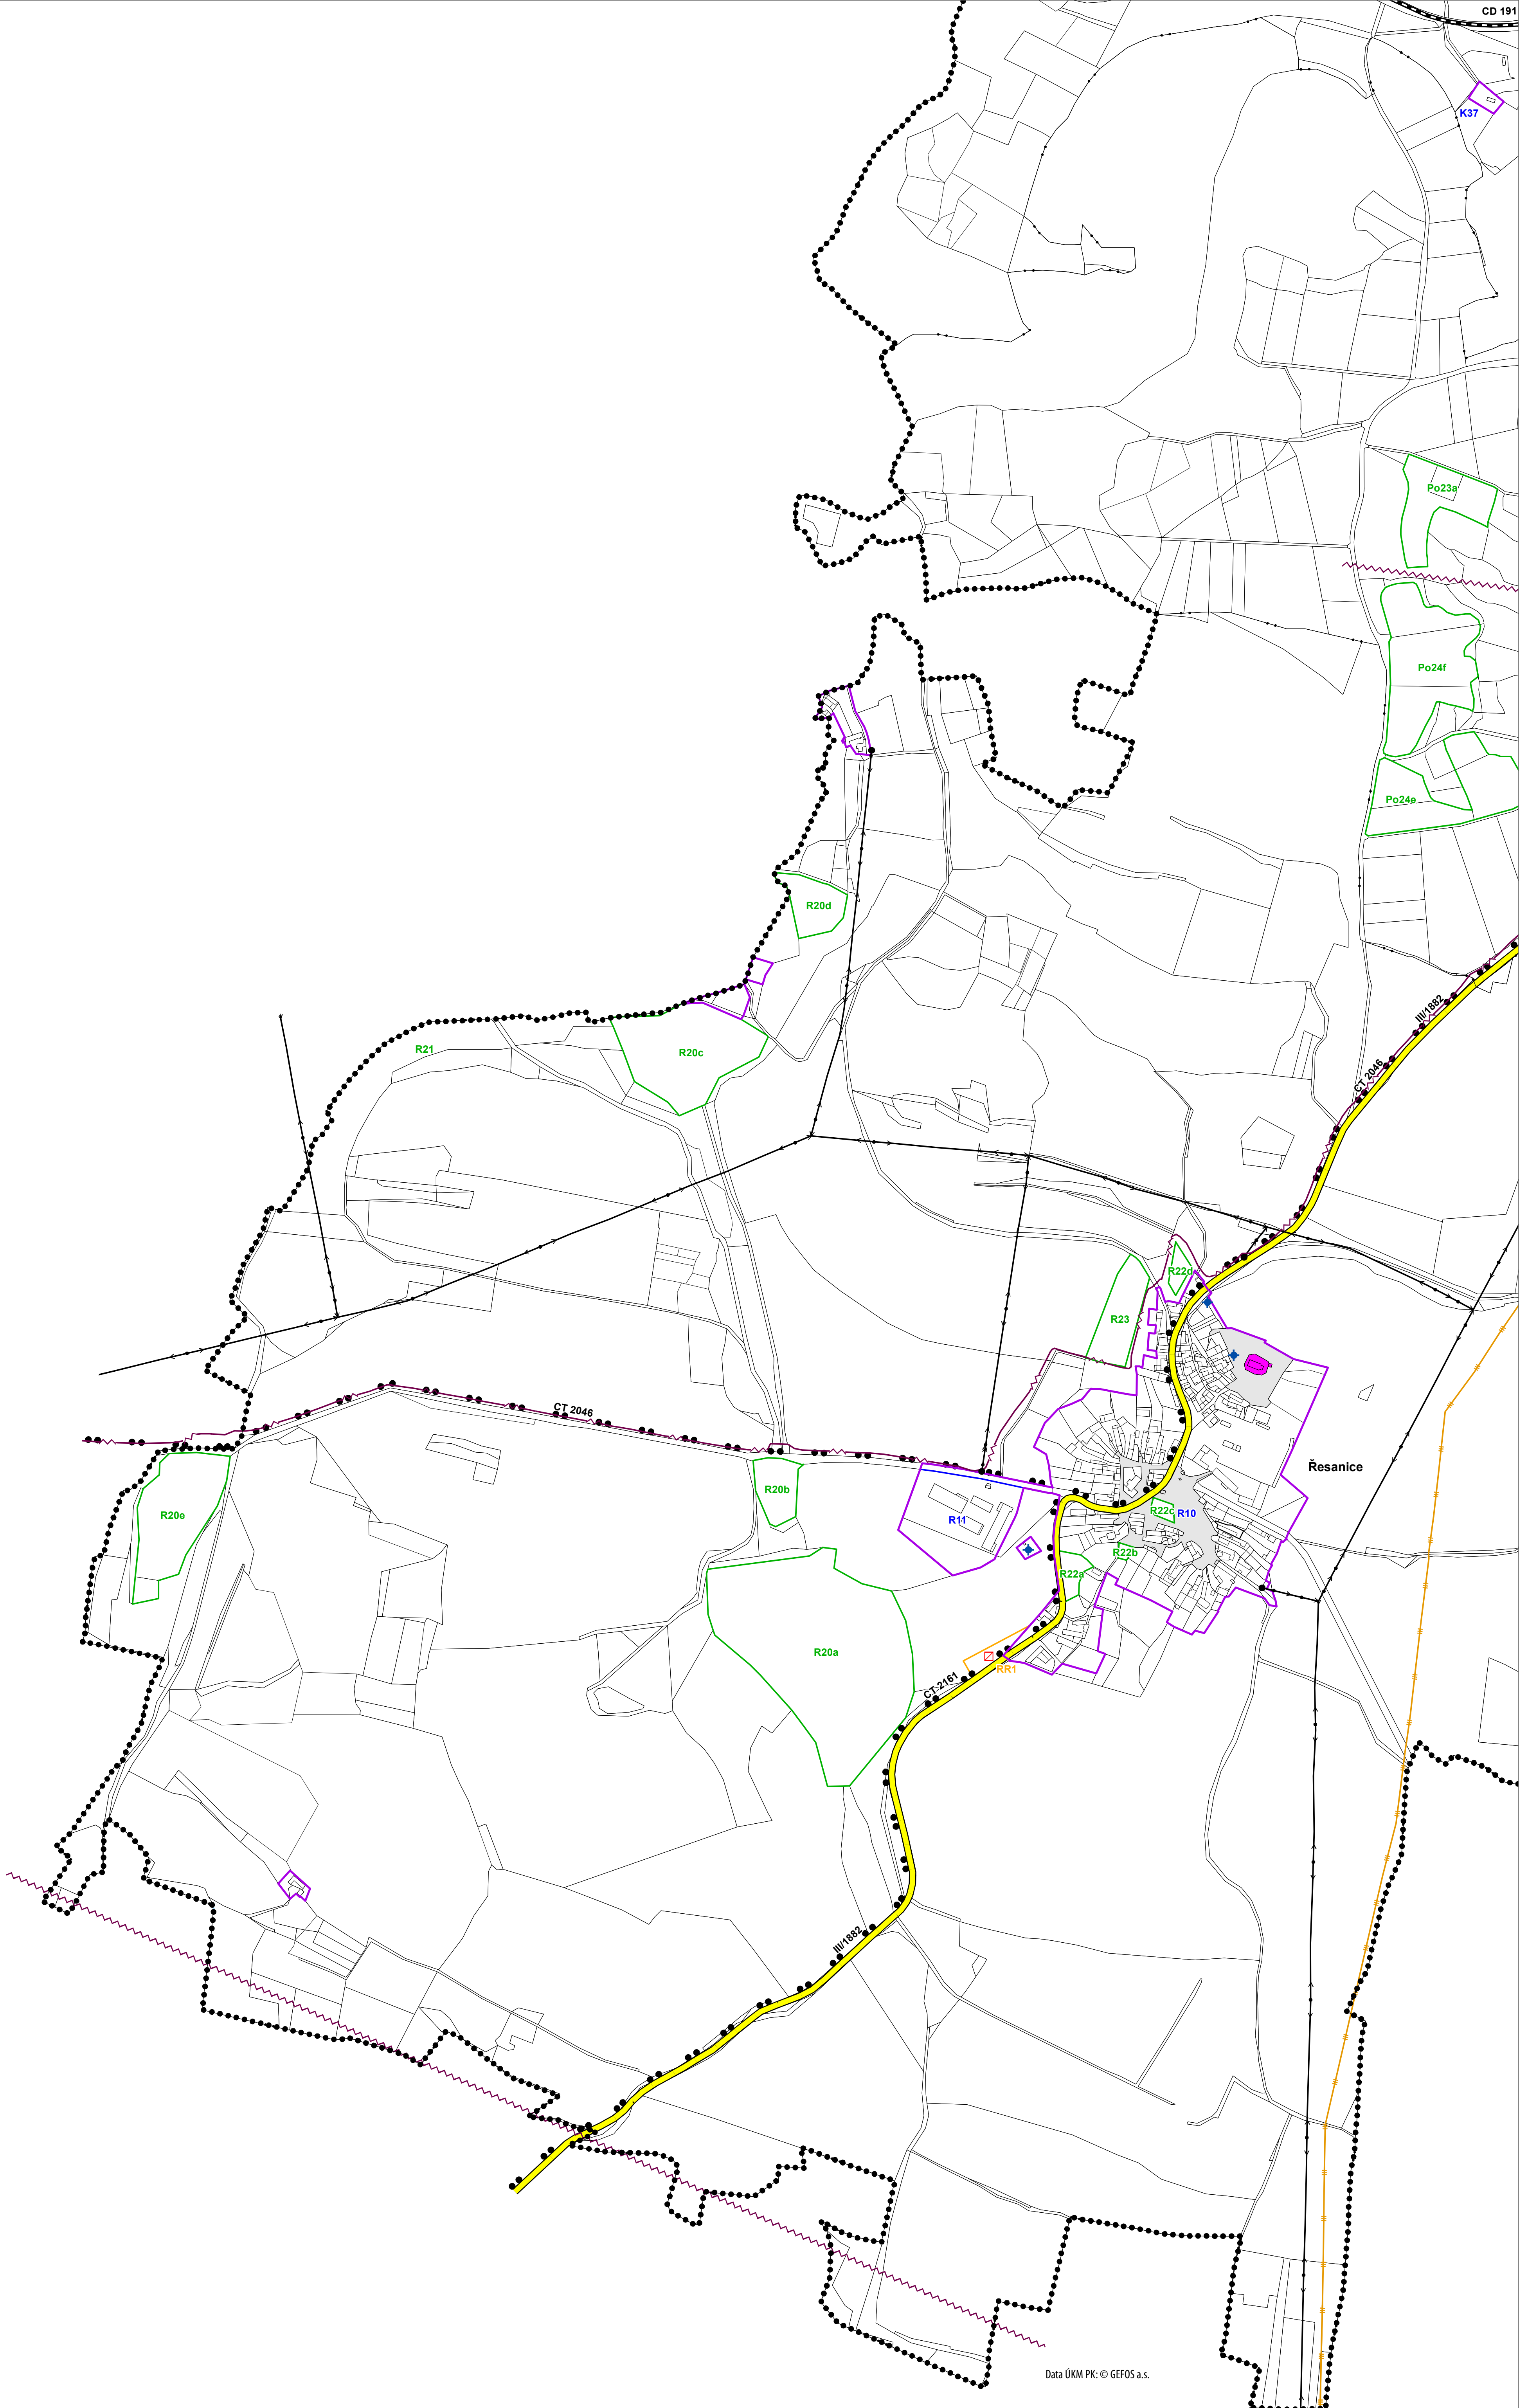 CD 191
K37
Po23a
Po24f
Po24e
R20d
III/1882
R21
R20c
CT 2046
R22d
R23
CT 2046
Řesanice
R20b
R20e
R11
R22c
R10
R22b
R22a
R20a
RR1
CT 2161
III/1882
Data ÚKM PK: © GEFOS a.s.